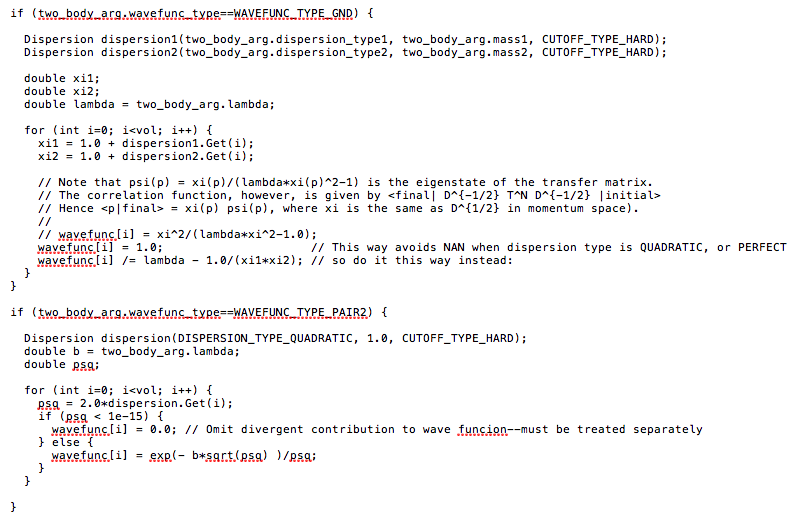 if (two_body_arg.wavefunc_type==WAVEFUNC_TYPE_GND) {
Dispersion dispersion1(two_body_arg.dispersion_type1, two_body_arg.mass1, CUTOFF_TYPE_HARD);
Dispersion dispersion2(two_body_arg.dispersion_type2, two_body_arg.mass2, CUTOFF_TYPE_HARD);
double xi1;
double xi2;
double lambda = two_body_arg.lambda;
for (int i=0; i<vol; i++) {
xi1 = 1.0 + dispersion1.Get(i);
xi2 = 1.0 + dispersion2.Get(i);
// Note that psi(p) = xi(p)/(lambda*xi(p)^2-1) is the eigenstate of the transfer matrix.
// The correlation function, however, is given by <final| D^{-1/2} T^N D^{-1/2} |initial>
// Hence <p|final> = xi(p) psi(p), where xi is the same as D^{1/2} in momentum space).
//
// wavefunc[i] = xi^2/(lambda*xi^2-1.0);
wavefunc[i] = 1.0; // This way avoids NAN when dispersion type is QUADRATIC, or PERFECT
wavefunc[i] /= lambda - 1.0/(xi1*xi2); // so do it this way instead:
}
}
if (two_body_arg.wavefunc_type==WAVEFUNC_TYPE_PAIR2) {
Dispersion dispersion(DISPERSION_TYPE_QUADRATIC, 1.0, CUTOFF_TYPE_HARD);
double b = two_body_arg.lambda;
double psq;
for (int i=0; i<vol; i++) {
psq = 2.0*dispersion.Get(i);
if (psq < 1e-15) {
wavefunc[i] = 0.0; // Omit divergent contribution to wave funcion--must be treated separately
} else {
wavefunc[i] = exp(- b*sqrt(psq) )/psq;
}
}
}